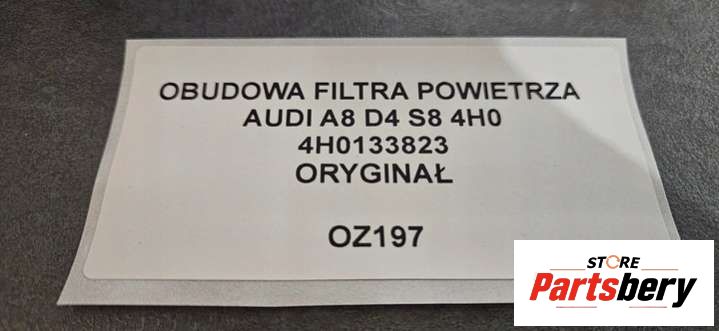 OBUDOWA FILTRA POWIETRZA
AUDI A8 D4 S8 4H0
4H0133823
ORYGINAŁ
OZ197
STORE
Partsbery